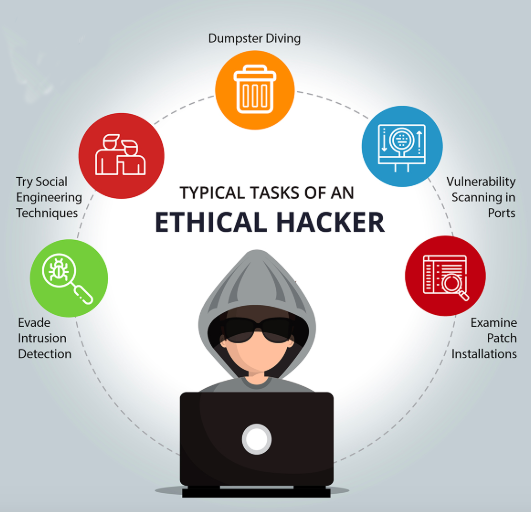 Dumpster Diving
TYPICAL TASKS OF AN
ETHICAL HACKER
Try Social
Engineering
Techniques
Vulnerability
Scanning in
Ports
Evade
Intrusion
Detection
Examine
Patch
Installations